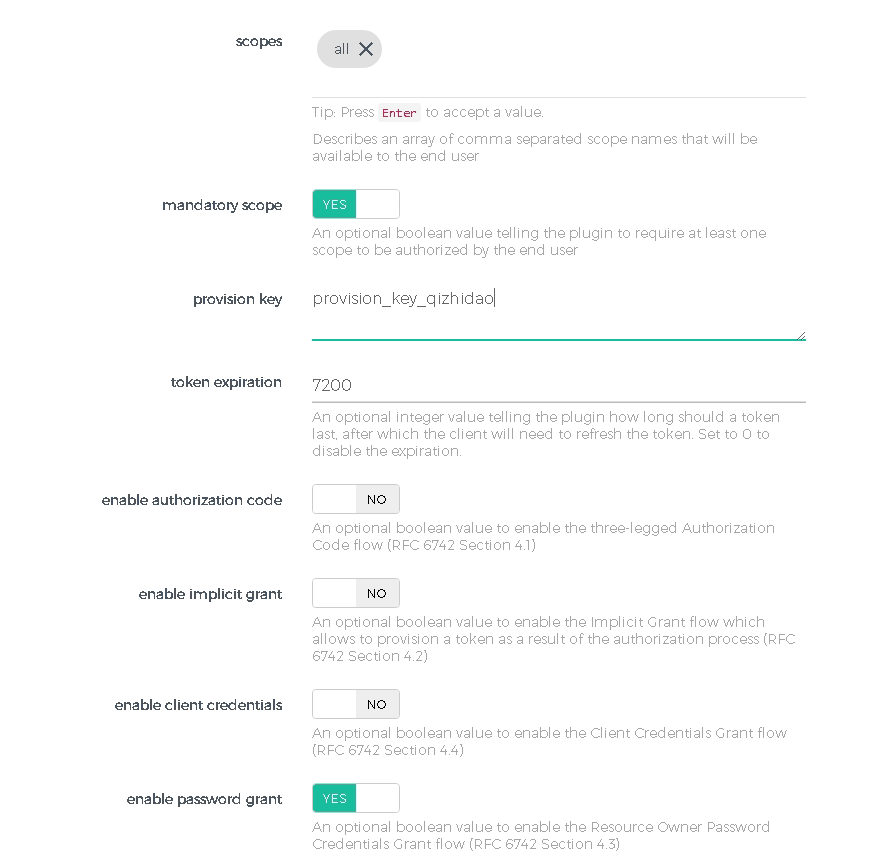 scopes
all
Tip: Press Enter to accept a value.
Describes an array of comma separated scope names that will be
available to the end user
mandatory scope
YES
An optional boolean value telling the plugin to require at least one
scope to be authorized by the end user
provision key
provision_key_qizhidao
token expiration
7200
An optional integer value telling the plugin how long should a token
last, after which the client will need to refresh the token. Set to 0 to
disable the expiration.
enable authorization code
NO
An optional boolean value to enable the three-legged Authorization
Code flow (RFC 6742 Section 4.1)
enable implicit grant
NO
An optional boolean value to enable the Implicit Grant flow which
allows to provision a token as a result of the authorization process (RFC
6742 Section 4.2)
enable client credentials
NO
An optional boolean value to enable the Client Credentials Grant flow
(RFC 6742 Section 4.4)
enable password grant
YES
An optional boolean value to enable the Resource Owner Password
Credentials Grant flow (RFC 6742 Section 4.3)